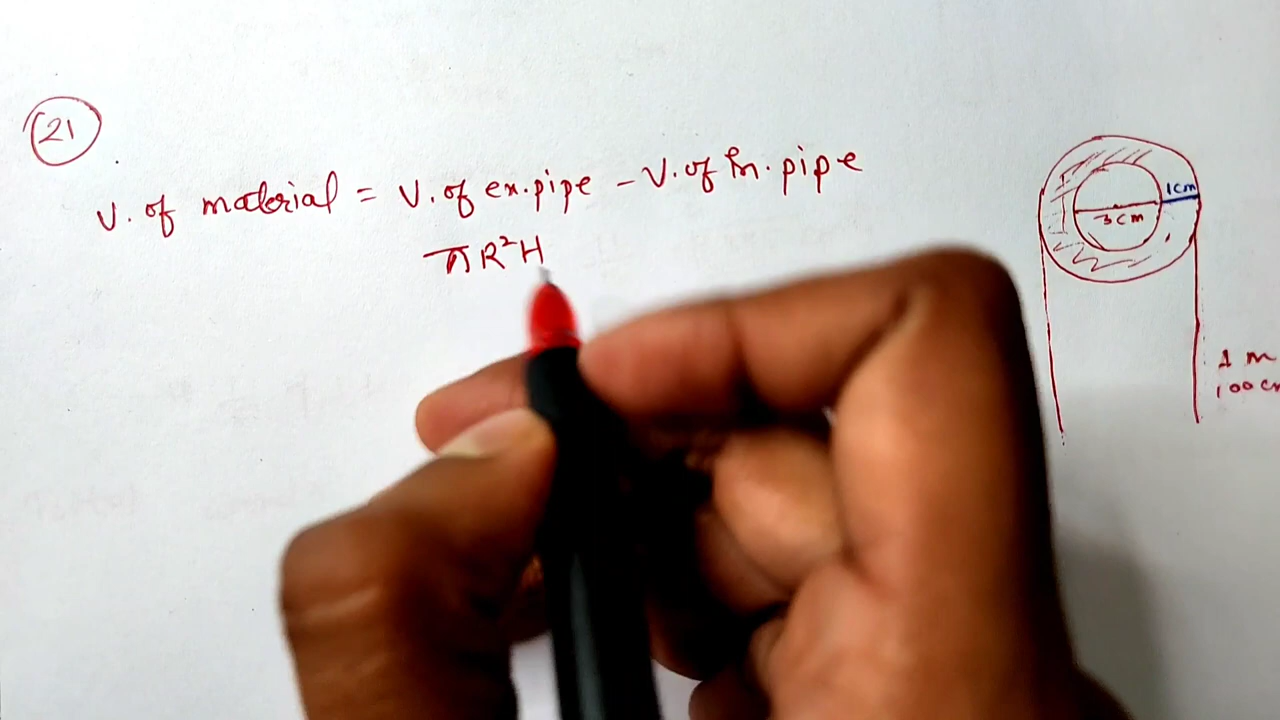 21
V. of material = V. of ex. pipe - V. of in. pipe
πR²H
1cm
3cm
1 m
100 cm